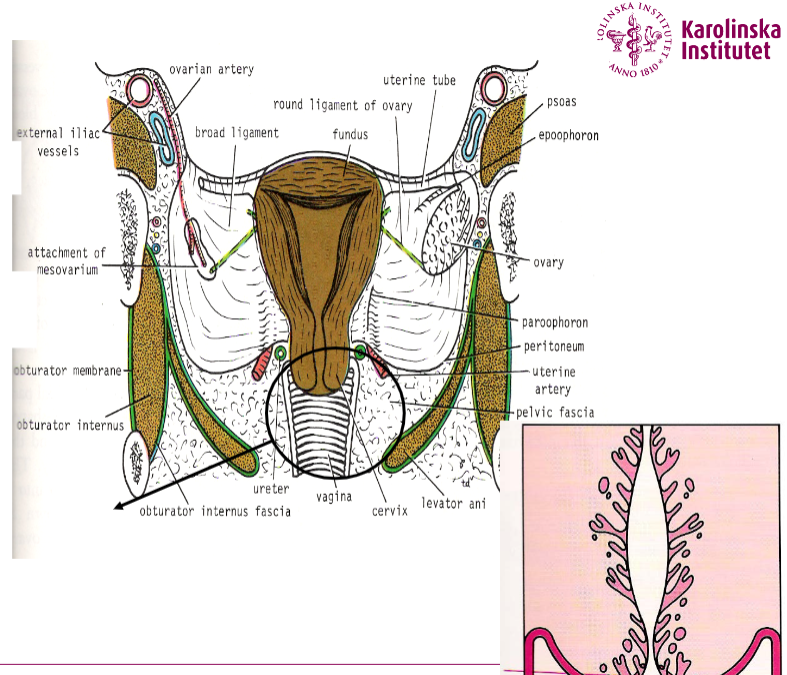 OLINSKA INSTITUTET
ANNO 1810
Karolinska
Institutet
ovarian artery
uterine tube
round ligament of ovary
psoas
external iliac
vessels
broad ligament
fundus
epoophoron
attachment of
mesovarium
ovary
paroophoron
peritoneum
obturator membrane
uterine
artery
pelvic fascia
obturator internus
ureter
vagina
levator ani
obturator internus fascia
cervix
td